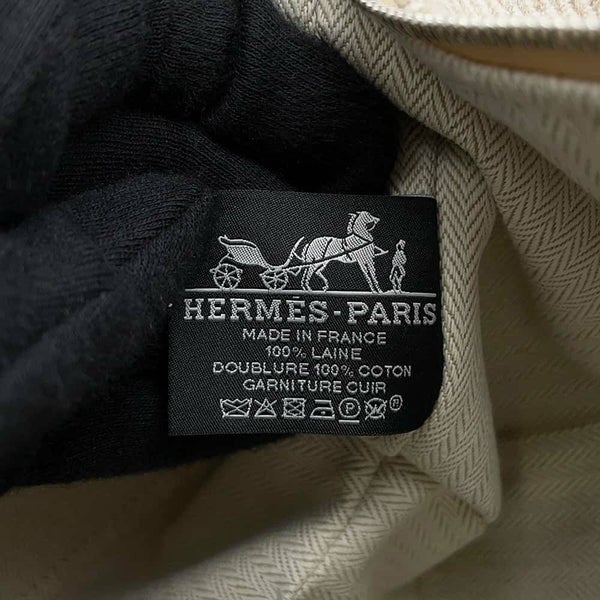 HERMÈS-PARIS
MADE IN FRANCE
100% LAINE
DOUBLURE 100% COTON
GARNITURE CUIR
P W ®